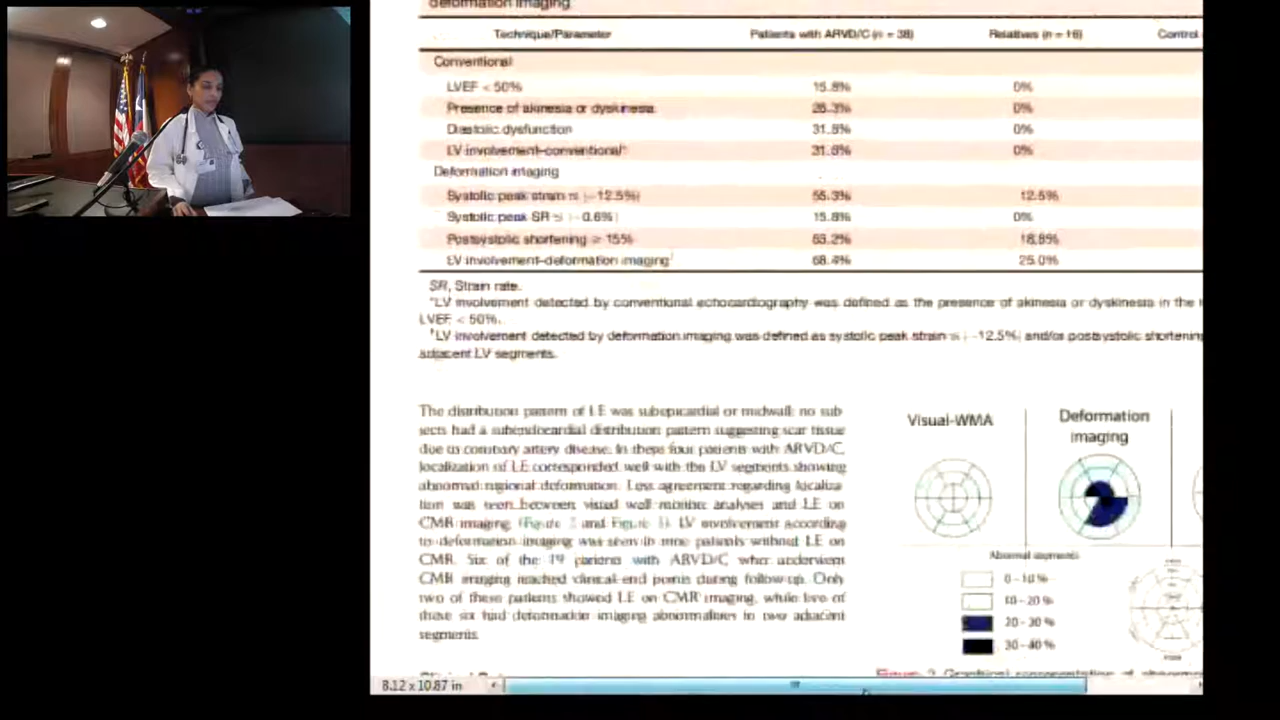 deformation imaging
Technique/Parameter Patients with ARVD/C (n = 38) Relatives (n = 16) Control
Conventional
LVEF < 50% 15.8% 0%
Presence of akinesia or dyskinesia 26.3% 0%
Diastolic dysfunction 31.8% 0%
LV involvement–conventional* 31.6% 0%
Deformation imaging
Systolic peak strain ≤ |−12.5%| 55.3% 12.5%
Systolic peak SR ≤ |−0.6%| 15.8% 0%
Postsystolic shortening ≥ 15% 63.2% 18.8%
LV involvement–deformation imaging† 68.4% 25.0%
SR, Strain rate.
*LV involvement detected by conventional echocardiography was defined as the presence of akinesia or dyskinesia in the
LVEF < 50%.
†LV involvement detected by deformation imaging was defined as systolic peak strain ≤ |−12.5%| and/or postsystolic shortening
adjacent LV segments.
The distribution pattern of LE was subepicardial or midwall; no sub-
jects had a subendocardial distribution pattern suggesting scar tissue
due to coronary artery disease. In these four patients with ARVD/C,
localization of LE corresponded well with the LV segments showing
abnormal regional deformation. Less agreement regarding localiza-
tion was seen between visual wall motion analyses and LE on
CMR imaging (Figure 2 and Figure 3). LV involvement according
to deformation imaging was seen in nine patients without LE on
CMR. Six of the 19 patients with ARVD/C who underwent
CMR imaging reached clinical end points during follow-up. Only
two of these patients showed LE on CMR imaging, while five of
these six had deformation imaging abnormalities in two adjacent
segments.
Visual-WMA
Deformation
imaging
Abnormal segments
0 - 10 %
10 - 20 %
20 - 30 %
30 - 40 %
8.12 x 10.87 in